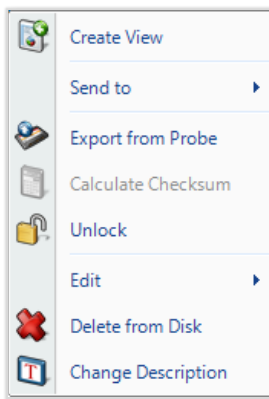 Create View
Send to
Export from Probe
Calculate Checksum
Unlock
Edit
Delete from Disk
T Change Description